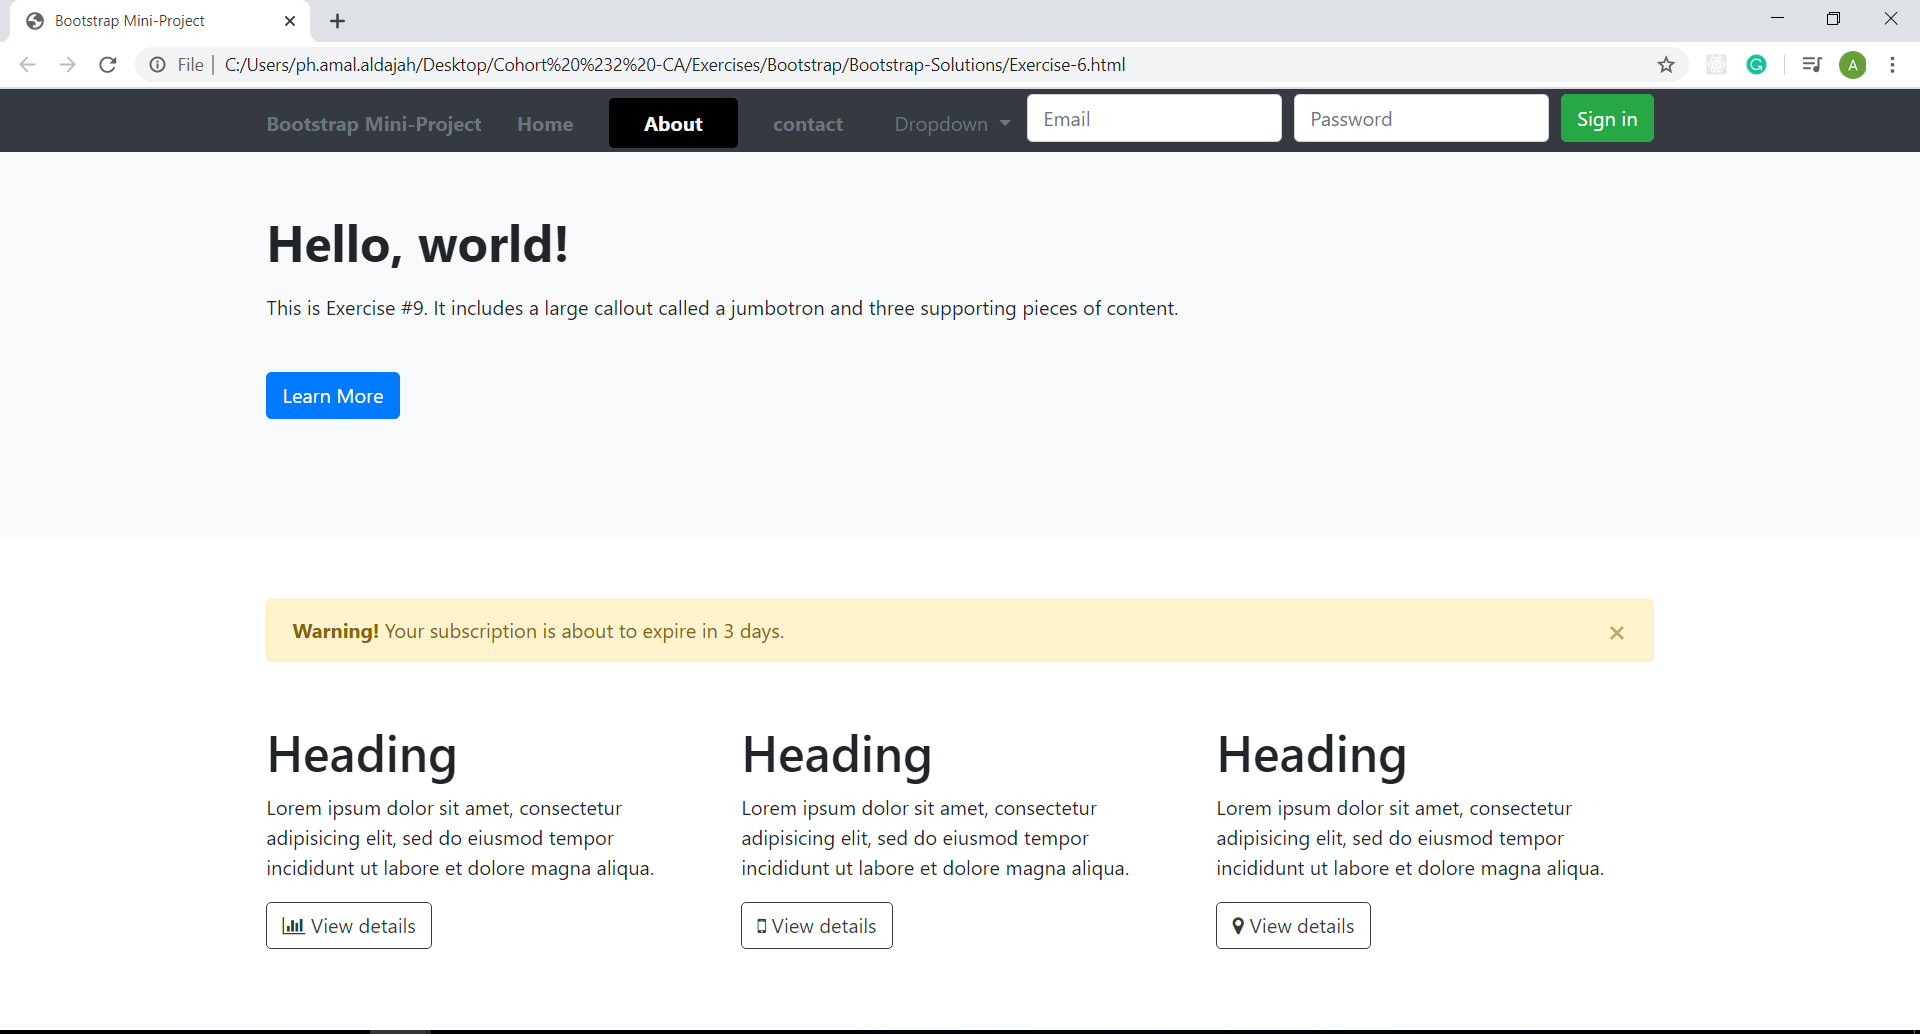 Bootstrap Mini-Project
File | C:/Users/ph.amal.aldajah/Desktop/Cohort%20%232%20-CA/Exercises/Bootstrap/Bootstrap-Solutions/Exercise-6.html A
Bootstrap Mini-Project Home About contact Dropdown Email Password Sign in
Hello, world!
This is Exercise #9. It includes a large callout called a jumbotron and three supporting pieces of content.
Learn More
Warning! Your subscription is about to expire in 3 days. ×
Heading
Lorem ipsum dolor sit amet, consectetur
adipisicing elit, sed do eiusmod tempor
incididunt ut labore et dolore magna aliqua.
View details
Heading
Lorem ipsum dolor sit amet, consectetur
adipisicing elit, sed do eiusmod tempor
incididunt ut labore et dolore magna aliqua.
View details
Heading
Lorem ipsum dolor sit amet, consectetur
adipisicing elit, sed do eiusmod tempor
incididunt ut labore et dolore magna aliqua.
View details